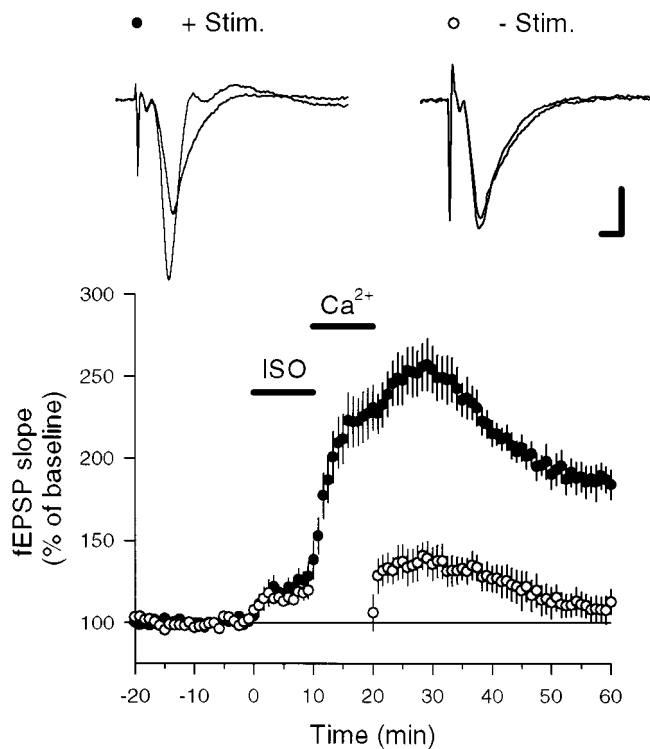 + Stim.
- Stim.
300
250
200
150
100
Ca²⁺
ISO
fEPSP slope
(% of baseline)
-20 -10 0 10 20 30 40 50 60
Time (min)